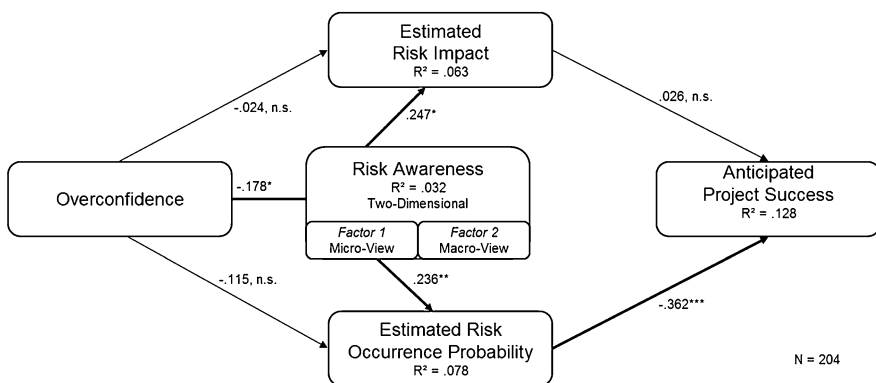 Estimated
Risk Impact
R² = .063
-.024, n.s.
.026, n.s.
.247*
Risk Awareness
R² = .032
Two-Dimensional
Factor 1
Micro-View
Factor 2
Macro-View
Overconfidence
-.178*
Anticipated
Project Success
R² = .128
-.115, n.s.
.236**
-.362***
Estimated Risk
Occurrence Probability
R² = .078
N = 204